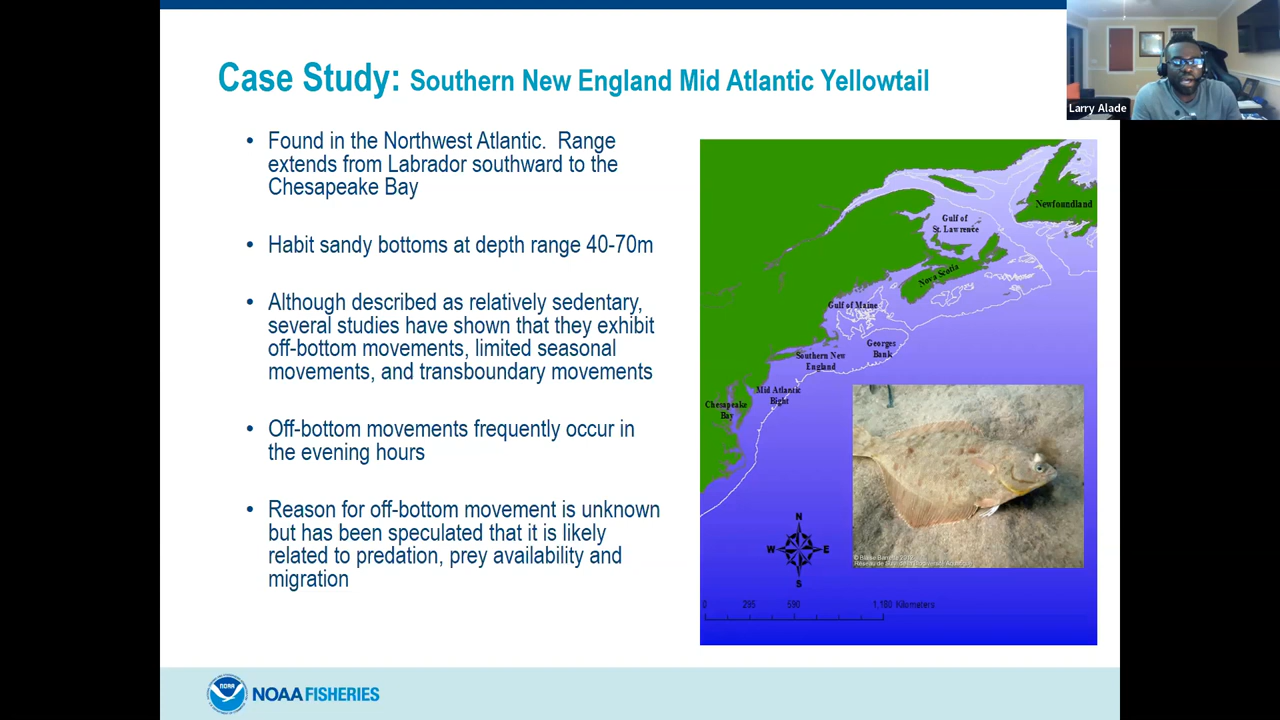 Case Study: Southern New England Mid Atlantic Yellowtail
Larry Alade
• Found in the Northwest Atlantic. Range
extends from Labrador southward to the
Chesapeake Bay
• Habit sandy bottoms at depth range 40-70m
• Although described as relatively sedentary,
several studies have shown that they exhibit
off-bottom movements, limited seasonal
movements, and transboundary movements
• Off-bottom movements frequently occur in
the evening hours
• Reason for off-bottom movement is unknown
but has been speculated that it is likely
related to predation, prey availability and
migration
Newfoundland
Gulf of
St. Lawrence
Nova Scotia
Gulf of Maine
Georges
Bank
Southern New
England
Mid Atlantic
Bight
Chesapeake
Bay
N
W E
S
0 295 590 1,180 Kilometers
NOAA
NOAA FISHERIES